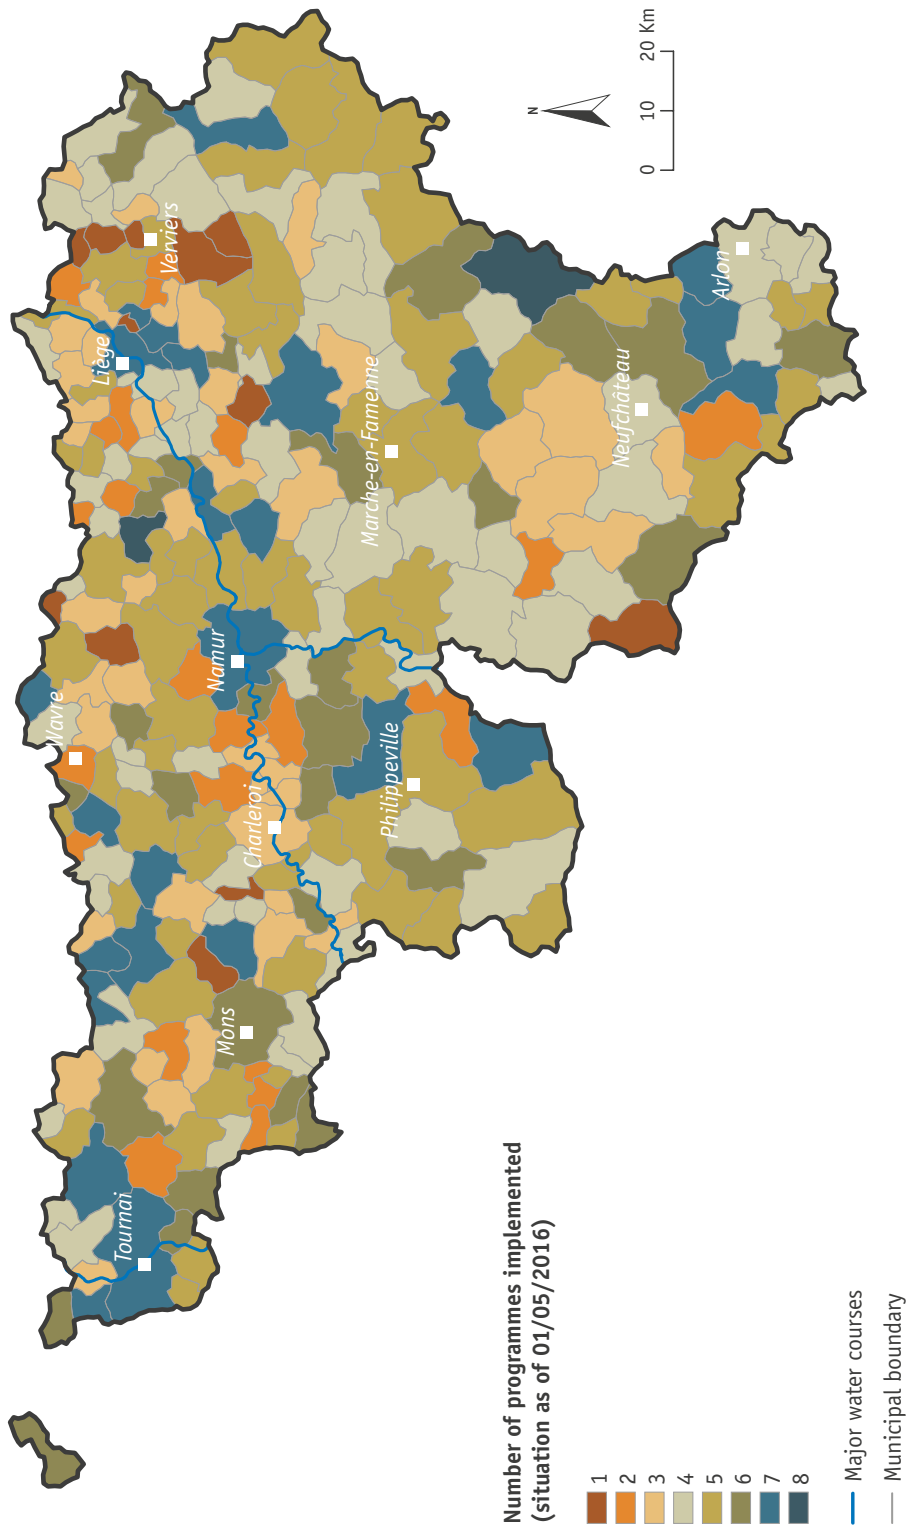 Tournai
Mons
Charleroi
Wavre
Namur
Philippeville
Liège
Verviers
Marche-en-Famenne
Neufchâteau
Arlon
N
0 10 20 Km
Number of programmes implemented
(situation as of 01/05/2016)
1
2
3
4
5
6
7
8
Major water courses
Municipal boundary